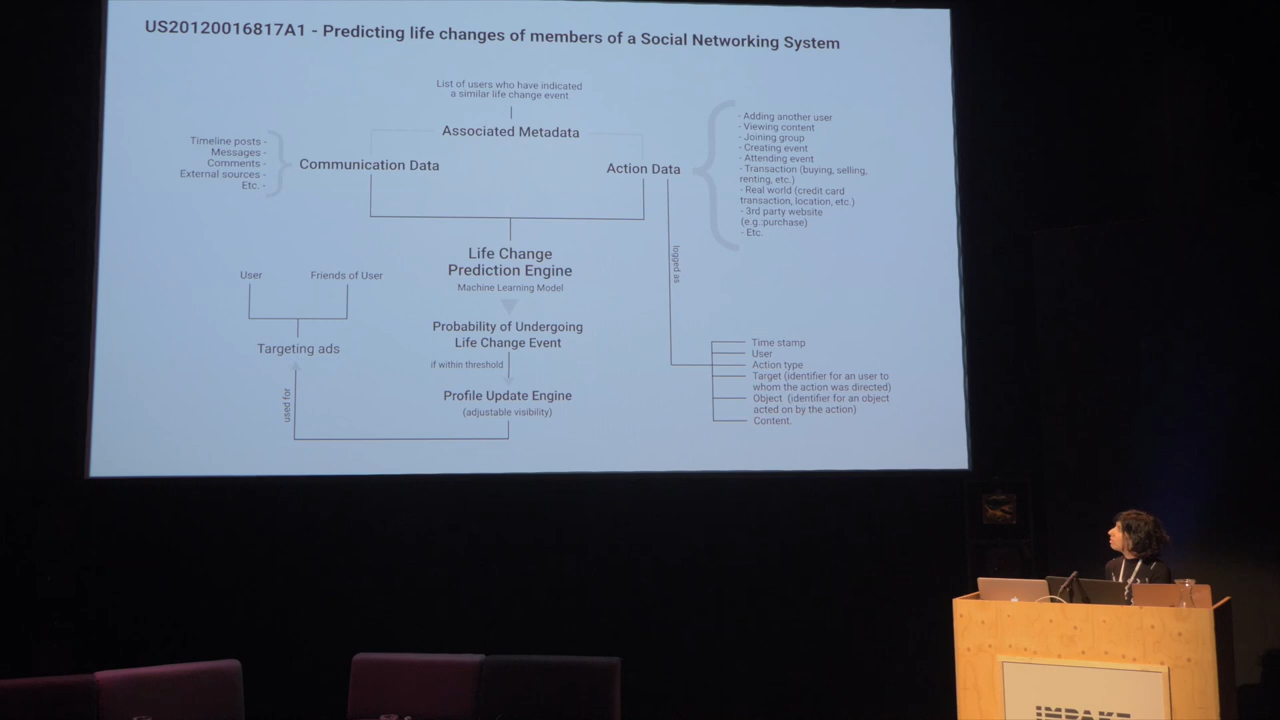 US20120016817A1 - Predicting life changes of members of a Social Networking System
List of users who have indicated
a similar life change event
Associated Metadata
Timeline posts -
Messages -
Comments -
External sources -
Etc. -
Communication Data
Action Data
- Adding another user
- Viewing content
- Joining group
- Creating event
- Attending event
- Transaction (buying, selling,
renting, etc.)
- Real world (credit card
transaction, location, etc.)
- 3rd party website
(e.g.:purchase)
- Etc.
logged as
Life Change
Prediction Engine
Machine Learning Model
User
Friends of User
Targeting ads
Probability of Undergoing
Life Change Event
if within threshold
Profile Update Engine
(adjustable visibility)
used for
Time stamp
User
Action type
Target (identifier for an user to
whom the action was directed)
Object (identifier for an object
acted on by the action)
Content.
IMPAKT